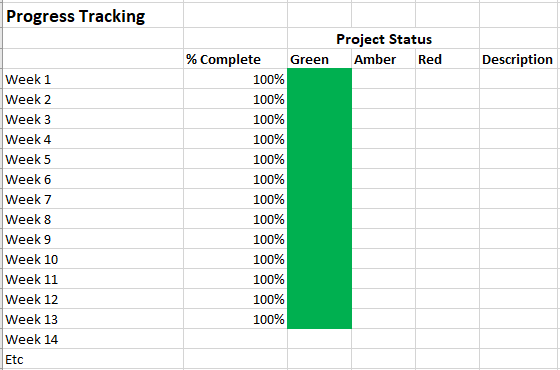 Progress Tracking
Project Status
% Complete Green Amber Red Description
Week 1 100%
Week 2 100%
Week 3 100%
Week 4 100%
Week 5 100%
Week 6 100%
Week 7 100%
Week 8 100%
Week 9 100%
Week 10 100%
Week 11 100%
Week 12 100%
Week 13 100%
Week 14
Etc